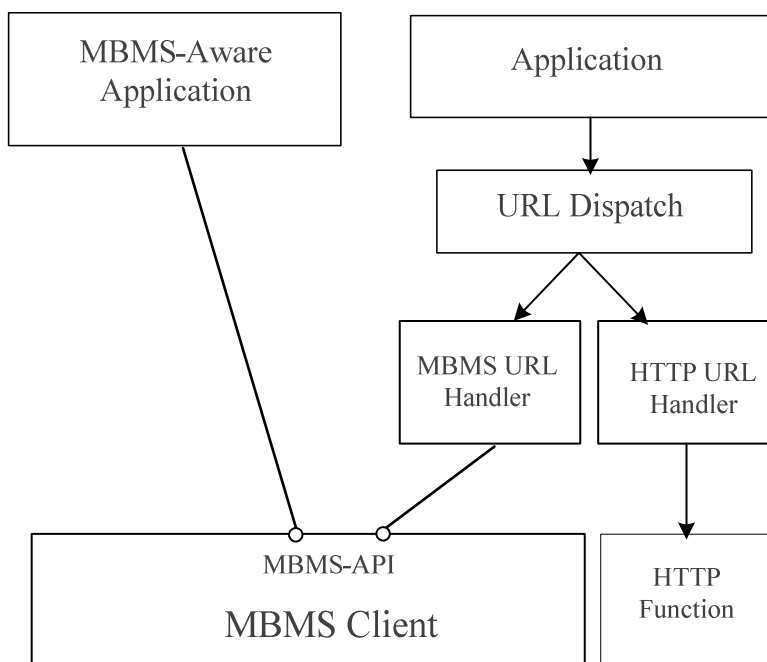 MBMS-Aware
Application
Application
URL Dispatch
MBMS URL
Handler
HTTP URL
Handler
MBMS-API
MBMS Client
HTTP
Function